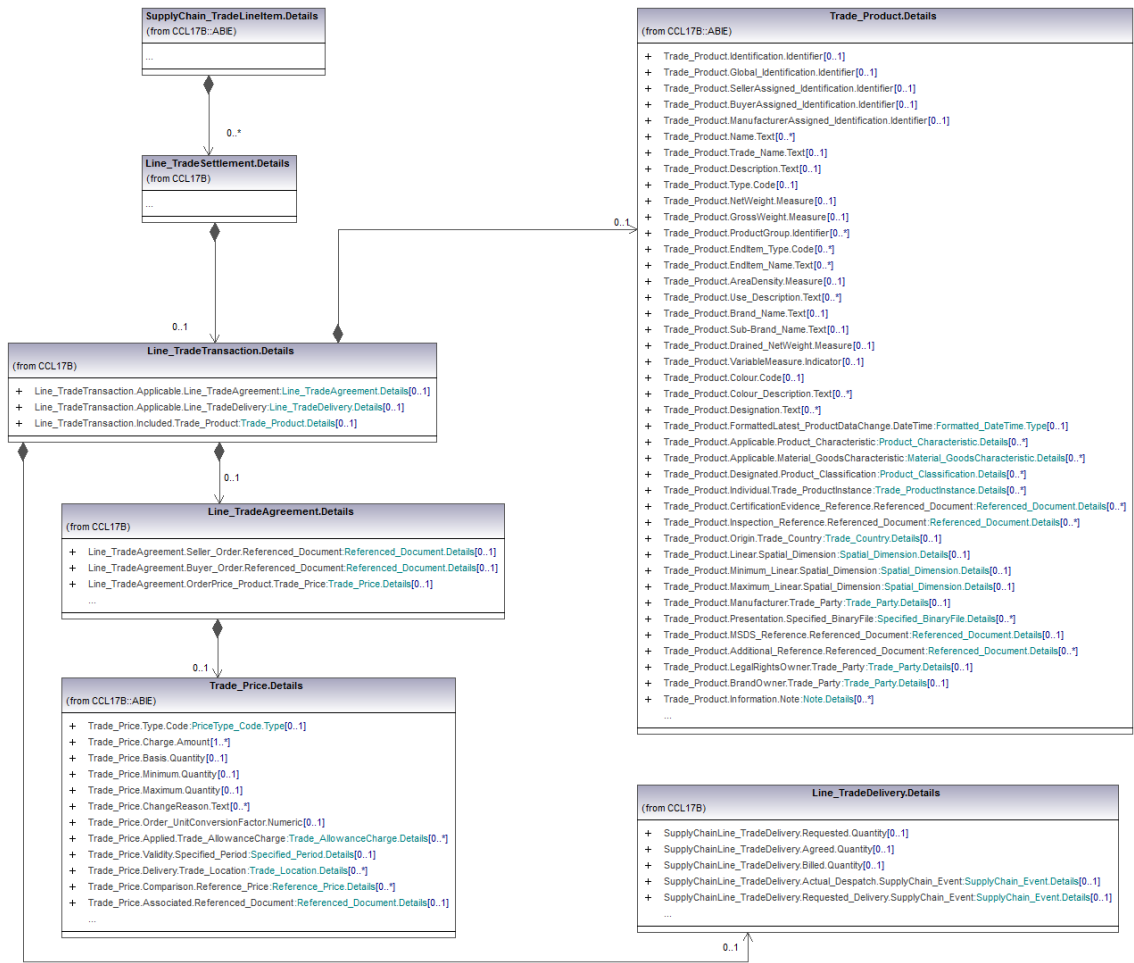 SupplyChain_TradeLineItem.Details
(from CCL17B::ABIE)
...
0..*
Line_TradeSettlement.Details
(from CCL17B)
...
0..1
Line_TradeTransaction.Details
(from CCL17B)
+ Line_TradeTransaction.Applicable.Line_TradeAgreement:Line_TradeAgreement.Details[0..1]
+ Line_TradeTransaction.Applicable.Line_TradeDelivery:Line_TradeDelivery.Details[0..1]
+ Line_TradeTransaction.Included.Trade_Product:Trade_Product.Details[0..1]
0..1
Line_TradeAgreement.Details
(from CCL17B)
+ Line_TradeAgreement.Seller_Order.Referenced_Document:Referenced_Document.Details[0..1]
+ Line_TradeAgreement.Buyer_Order.Referenced_Document:Referenced_Document.Details[0..1]
+ Line_TradeAgreement.OrderPrice_Product.Trade_Price:Trade_Price.Details[0..1]
...
0..1
Trade_Price.Details
(from CCL17B::ABIE)
+ Trade_Price.Type.Code:PriceType_Code.Type[0..1]
+ Trade_Price.Charge.Amount[1..*]
+ Trade_Price.Basis.Quantity[0..1]
+ Trade_Price.Minimum.Quantity[0..1]
+ Trade_Price.Maximum.Quantity[0..1]
+ Trade_Price.ChangeReason.Text[0..*]
+ Trade_Price.Order_UnitConversionFactor.Numeric[0..1]
+ Trade_Price.Applied.Trade_AllowanceCharge:Trade_AllowanceCharge.Details[0..*]
+ Trade_Price.Validity.Specified_Period:Specified_Period.Details[0..1]
+ Trade_Price.Delivery.Trade_Location:Trade_Location.Details[0..*]
+ Trade_Price.Comparison.Reference_Price:Reference_Price.Details[0..*]
+ Trade_Price.Associated.Referenced_Document:Referenced_Document.Details[0..1]
...
0..1
Trade_Product.Details
(from CCL17B::ABIE)
+ Trade_Product.Identification.Identifier[0..1]
+ Trade_Product.Global_Identification.Identifier[0..1]
+ Trade_Product.SellerAssigned_Identification.Identifier[0..1]
+ Trade_Product.BuyerAssigned_Identification.Identifier[0..1]
+ Trade_Product.ManufacturerAssigned_Identification.Identifier[0..1]
+ Trade_Product.Name.Text[0..*]
+ Trade_Product.Trade_Name.Text[0..1]
+ Trade_Product.Description.Text[0..1]
+ Trade_Product.Type.Code[0..1]
+ Trade_Product.NetWeight.Measure[0..1]
+ Trade_Product.GrossWeight.Measure[0..1]
+ Trade_Product.ProductGroup.Identifier[0..*]
+ Trade_Product.EndItem_Type.Code[0..*]
+ Trade_Product.EndItem_Name.Text[0..*]
+ Trade_Product.AreaDensity.Measure[0..1]
+ Trade_Product.Use_Description.Text[0..*]
+ Trade_Product.Brand_Name.Text[0..1]
+ Trade_Product.Sub-Brand_Name.Text[0..1]
+ Trade_Product.Drained_NetWeight.Measure[0..1]
+ Trade_Product.VariableMeasure.Indicator[0..1]
+ Trade_Product.Colour.Code[0..1]
+ Trade_Product.Colour_Description.Text[0..*]
+ Trade_Product.Designation.Text[0..*]
+ Trade_Product.FormattedLatest_ProductDataChange.DateTime:Formatted_DateTime.Type[0..1]
+ Trade_Product.Applicable.Product_Characteristic:Product_Characteristic.Details[0..*]
+ Trade_Product.Applicable.Material_GoodsCharacteristic:Material_GoodsCharacteristic.Details[0..*]
+ Trade_Product.Designated.Product_Classification:Product_Classification.Details[0..*]
+ Trade_Product.Individual.Trade_ProductInstance:Trade_ProductInstance.Details[0..*]
+ Trade_Product.CertificationEvidence_Reference.Referenced_Document:Referenced_Document.Details[0..*]
+ Trade_Product.Inspection_Reference.Referenced_Document:Referenced_Document.Details[0..*]
+ Trade_Product.Origin.Trade_Country:Trade_Country.Details[0..1]
+ Trade_Product.Linear.Spatial_Dimension:Spatial_Dimension.Details[0..1]
+ Trade_Product.Minimum_Linear.Spatial_Dimension:Spatial_Dimension.Details[0..1]
+ Trade_Product.Maximum_Linear.Spatial_Dimension:Spatial_Dimension.Details[0..1]
+ Trade_Product.Manufacturer.Trade_Party:Trade_Party.Details[0..1]
+ Trade_Product.Presentation.Specified_BinaryFile:Specified_BinaryFile.Details[0..*]
+ Trade_Product.MSDS_Reference.Referenced_Document:Referenced_Document.Details[0..1]
+ Trade_Product.Additional_Reference.Referenced_Document:Referenced_Document.Details[0..*]
+ Trade_Product.LegalRightsOwner.Trade_Party:Trade_Party.Details[0..1]
+ Trade_Product.BrandOwner.Trade_Party:Trade_Party.Details[0..1]
+ Trade_Product.Information.Note:Note.Details[0..*]
...
Line_TradeDelivery.Details
(from CCL17B)
+ SupplyChainLine_TradeDelivery.Requested.Quantity[0..1]
+ SupplyChainLine_TradeDelivery.Agreed.Quantity[0..1]
+ SupplyChainLine_TradeDelivery.Billed.Quantity[0..1]
+ SupplyChainLine_TradeDelivery.Actual_Despatch.SupplyChain_Event:SupplyChain_Event.Details[0..1]
+ SupplyChainLine_TradeDelivery.Requested_Delivery.SupplyChain_Event:SupplyChain_Event.Details[0..1]
...
0..1